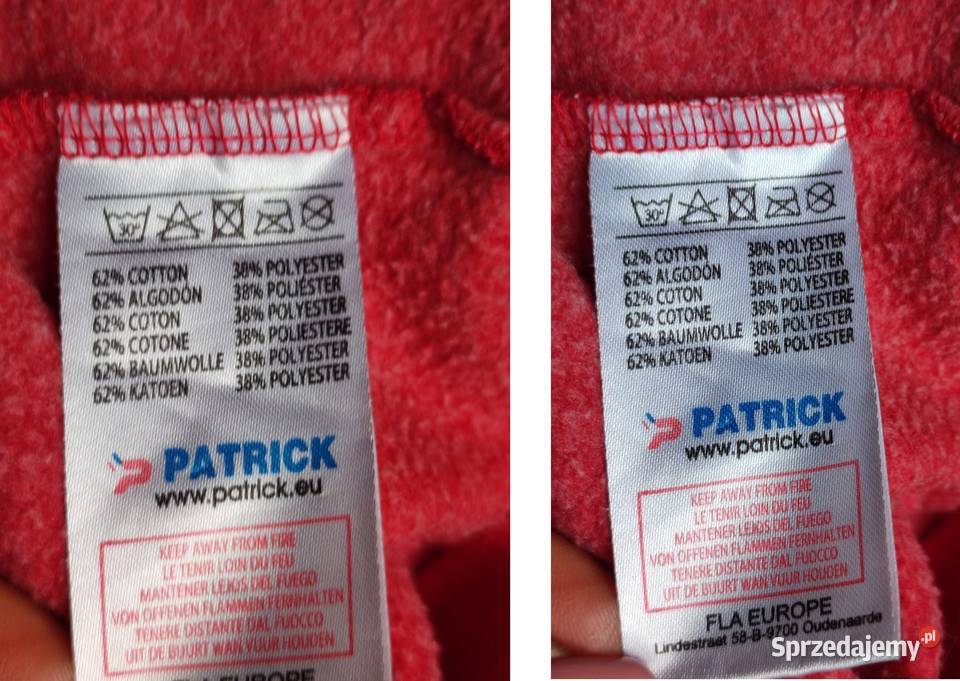 30°
62% COTTON 38% POLYESTER
62% ALGODÓN 38% POLIÉSTER
62% COTON 38% POLYESTER
62% COTONE 38% POLIESTERE
62% BAUMWOLLE 38% POLYESTER
62% KATOEN 38% POLYESTER
PATRICK
www.patrick.eu
KEEP AWAY FROM FIRE
LE TENIR LOIN DU FEU
MANTENER LEJOS DEL FUEGO
VON OFFENEN FLAMMEN FERNHALTEN
TENERE DISTANTE DAL FUOCCO
UIT DE BUURT WAN VUUR HOUDEN
FLA EUROPE
30°
62% COTTON 38% POLYESTER
62% ALGODÓN 38% POLIÉSTER
62% COTON 38% POLYESTER
62% COTONE 38% POLIESTERE
62% BAUMWOLLE 38% POLYESTER
62% KATOEN 38% POLYESTER
PATRICK
www.patrick.eu
KEEP AWAY FROM FIRE
LE TENIR LOIN DU FEU
MANTENER LEJOS DEL FUEGO
VON OFFENEN FLAMMEN FERNHALTEN
TENERE DISTANTE DAL FUOCCO
UIT DE BUURT WAN VUUR HOUDEN
FLA EUROPE
Lindestraat 58-B-9700 Oudenaarde
Sprzedajemy.pl